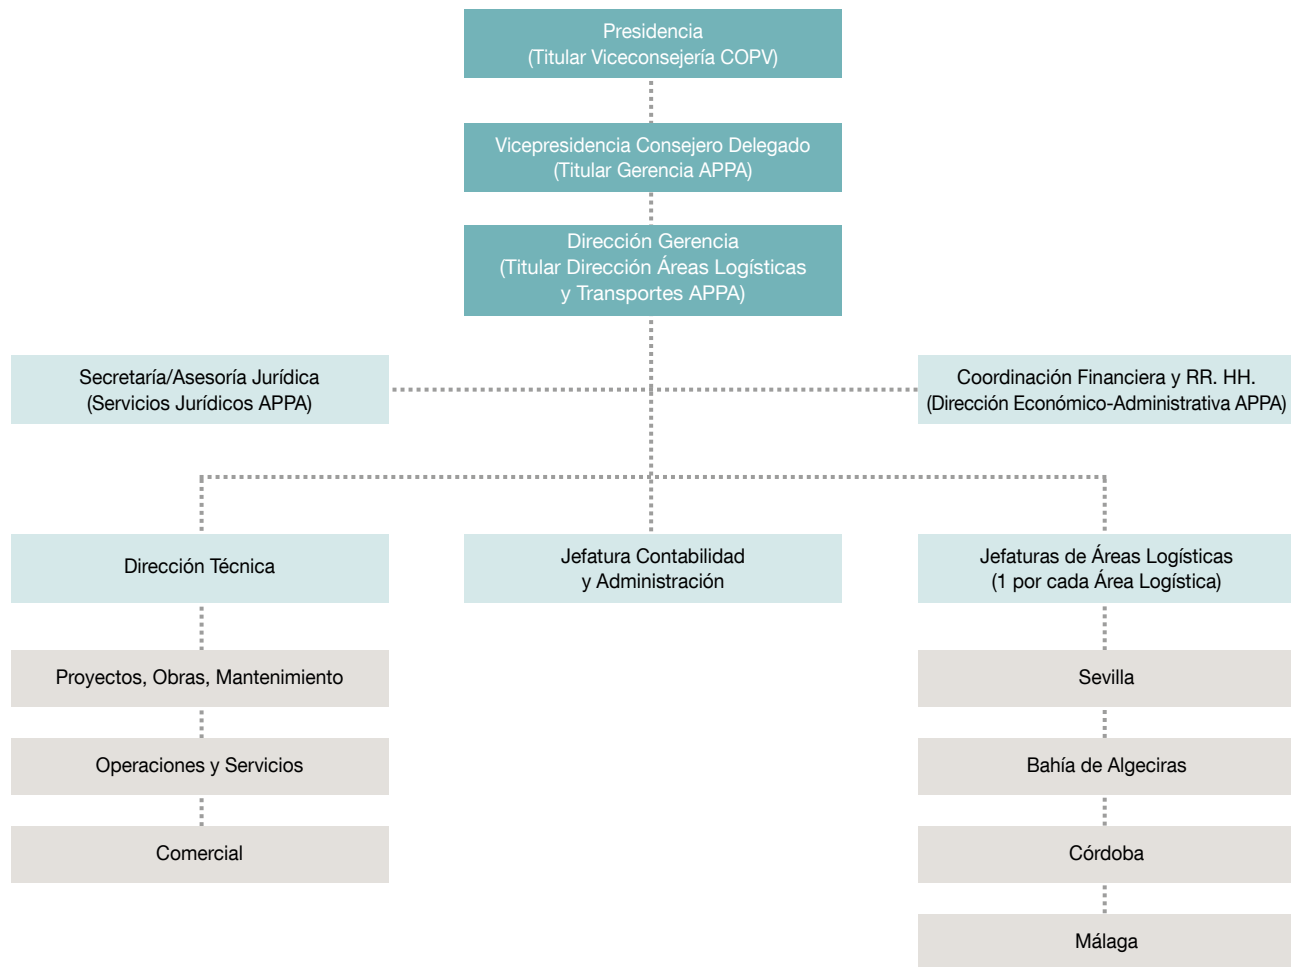 Presidencia
(Titular Viceconsejería COPV)
Vicepresidencia Consejero Delegado
(Titular Gerencia APPA)
Dirección Gerencia
(Titular Dirección Áreas Logísticas
y Transportes APPA)
Secretaría/Asesoría Jurídica
(Servicios Jurídicos APPA)
Coordinación Financiera y RR. HH.
(Dirección Económico-Administrativa APPA)
Dirección Técnica
Jefatura Contabilidad
y Administración
Jefaturas de Áreas Logísticas
(1 por cada Área Logística)
Proyectos, Obras, Mantenimiento
Operaciones y Servicios
Comercial
Sevilla
Bahía de Algeciras
Córdoba
Málaga